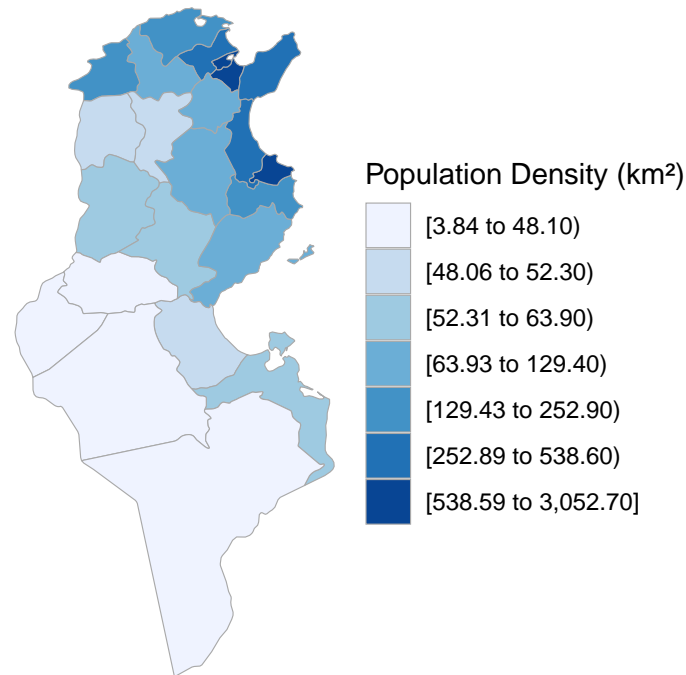 Population Density (km²)
[3.84 to 48.10)
[48.06 to 52.30)
[52.31 to 63.90)
[63.93 to 129.40)
[129.43 to 252.90)
[252.89 to 538.60)
[538.59 to 3,052.70]